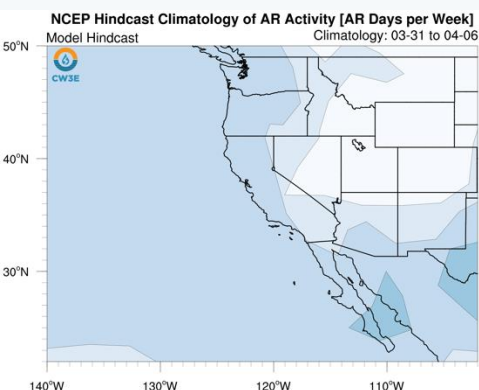 NCEP Hindcast Climatology of AR Activity [AR Days per Week]
Model Hindcast
Climatology: 03-31 to 04-06
50°N
CW3E
40°N
30°N
140°W
130°W
120°W
110°W